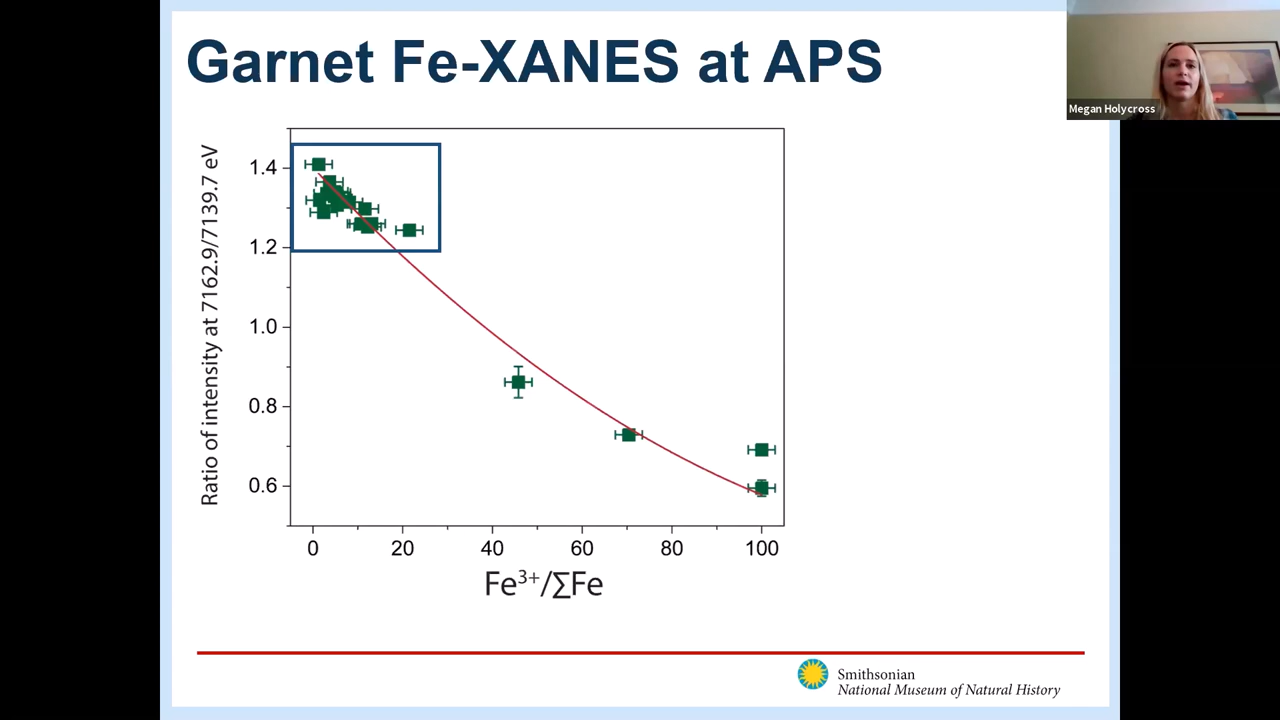 Garnet Fe-XANES at APS
Megan Holycross
Ratio of intensity at 7162.9/7139.7 eV
1.4
1.2
1.0
0.8
0.6
0 20 40 60 80 100
Fe³⁺/∑Fe
Smithsonian
National Museum of Natural History